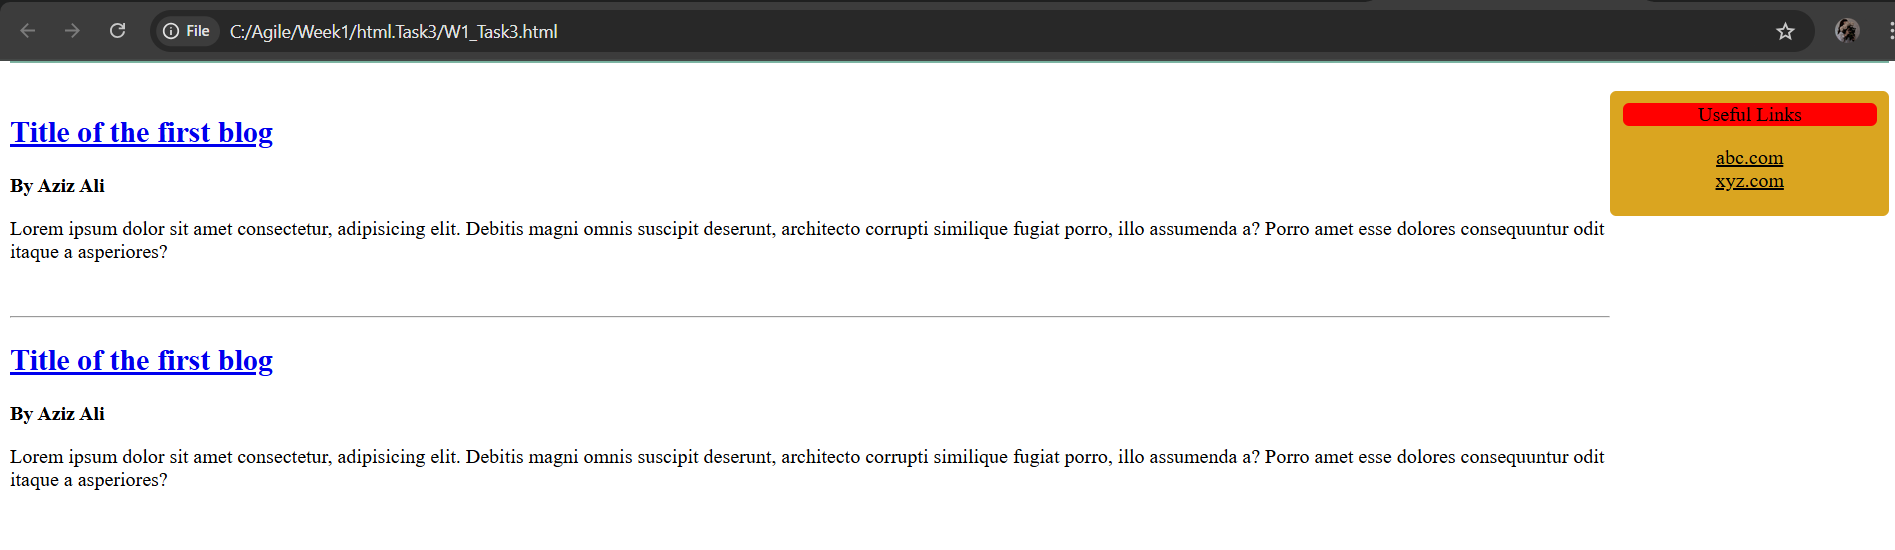 File C:/Agile/Week1/html.Task3/W1_Task3.html
Title of the first blog
By Aziz Ali
Lorem ipsum dolor sit amet consectetur, adipisicing elit. Debitis magni omnis suscipit deserunt, architecto corrupti similique fugiat porro, illo assumenda a? Porro amet esse dolores consequuntur odit
itaque a asperiores?
Title of the first blog
By Aziz Ali
Lorem ipsum dolor sit amet consectetur, adipisicing elit. Debitis magni omnis suscipit deserunt, architecto corrupti similique fugiat porro, illo assumenda a? Porro amet esse dolores consequuntur odit
itaque a asperiores?
Useful Links
abc.com
xyz.com